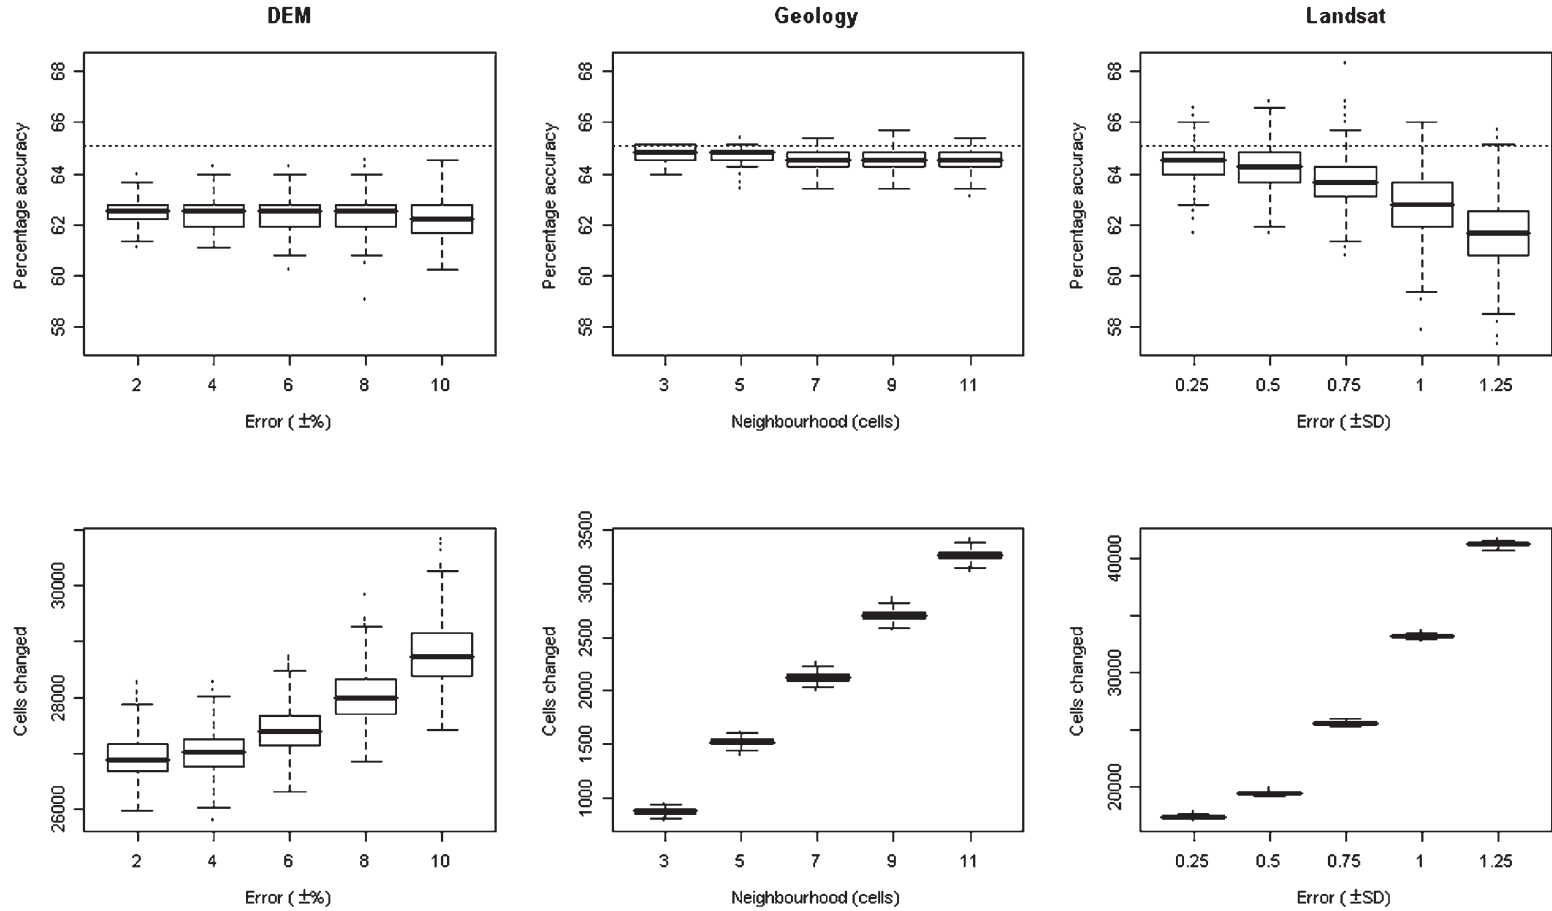 DEM
Geology
Landsat
Percentage accuracy
68
66
64
62
60
58
2 4 6 8 10
Error ( ±%)
Percentage accuracy
68
66
64
62
60
58
3 5 7 9 11
Neighbourhood (cells)
Percentage accuracy
68
66
64
62
60
58
0.25 0.5 0.75 1 1.25
Error ( ±SD)
Cells changed
30000
28000
26000
2 4 6 8 10
Error ( ±%)
Cells changed
3500
3000
2500
2000
1500
1000
3 5 7 9 11
Neighbourhood (cells)
Cells changed
40000
30000
20000
0.25 0.5 0.75 1 1.25
Error ( ±SD)